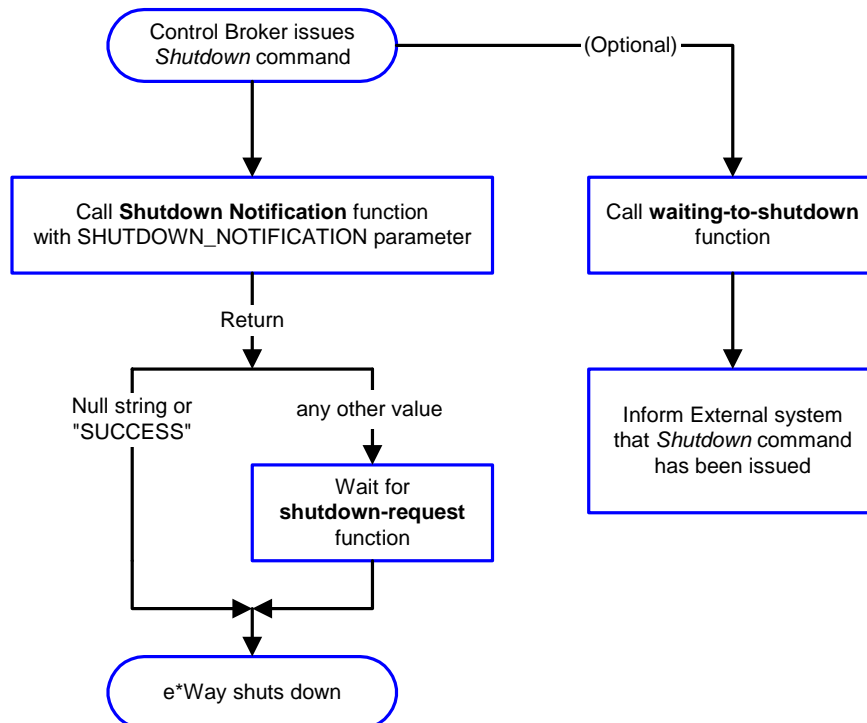 Control Broker issues
Shutdown command
(Optional)
Call Shutdown Notification function
with SHUTDOWN_NOTIFICATION parameter
Call waiting-to-shutdown
function
Return
Null string or
"SUCCESS"
any other value
Inform External system
that Shutdown command
has been issued
Wait for
shutdown-request
function
e*Way shuts down